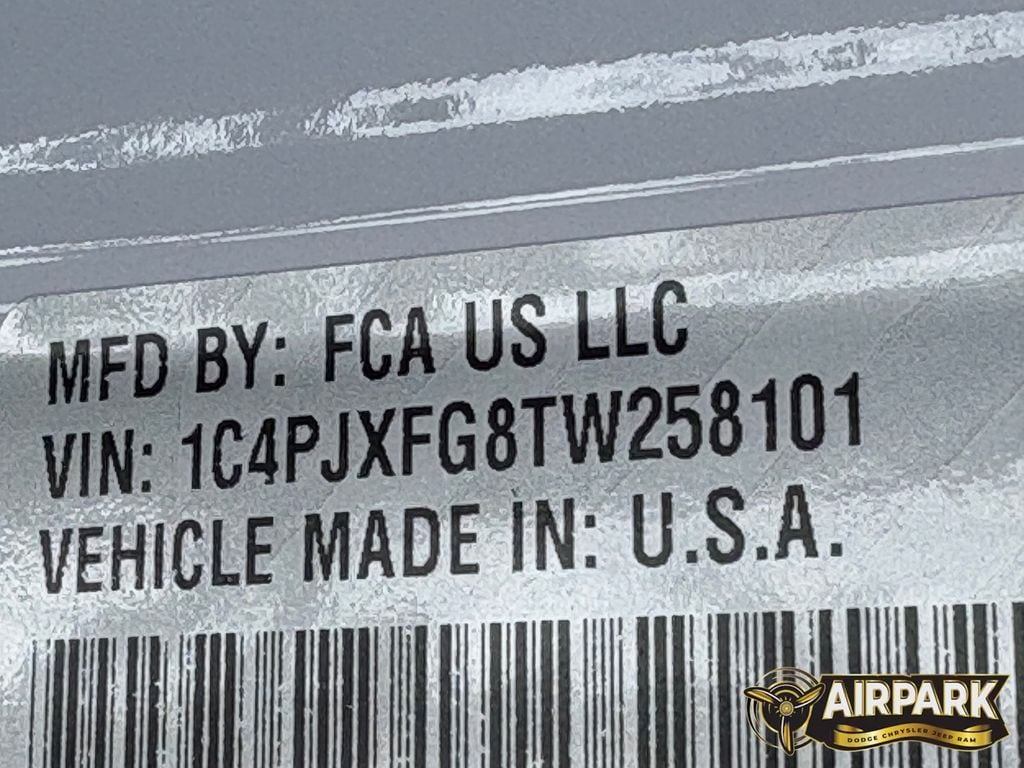 MFD BY: FCA US LLC
VIN: 1C4PJXFG8TW258101
VEHICLE MADE IN: U.S.A.
AIRPARK
DODGE CHRYSLER JEEP RAM